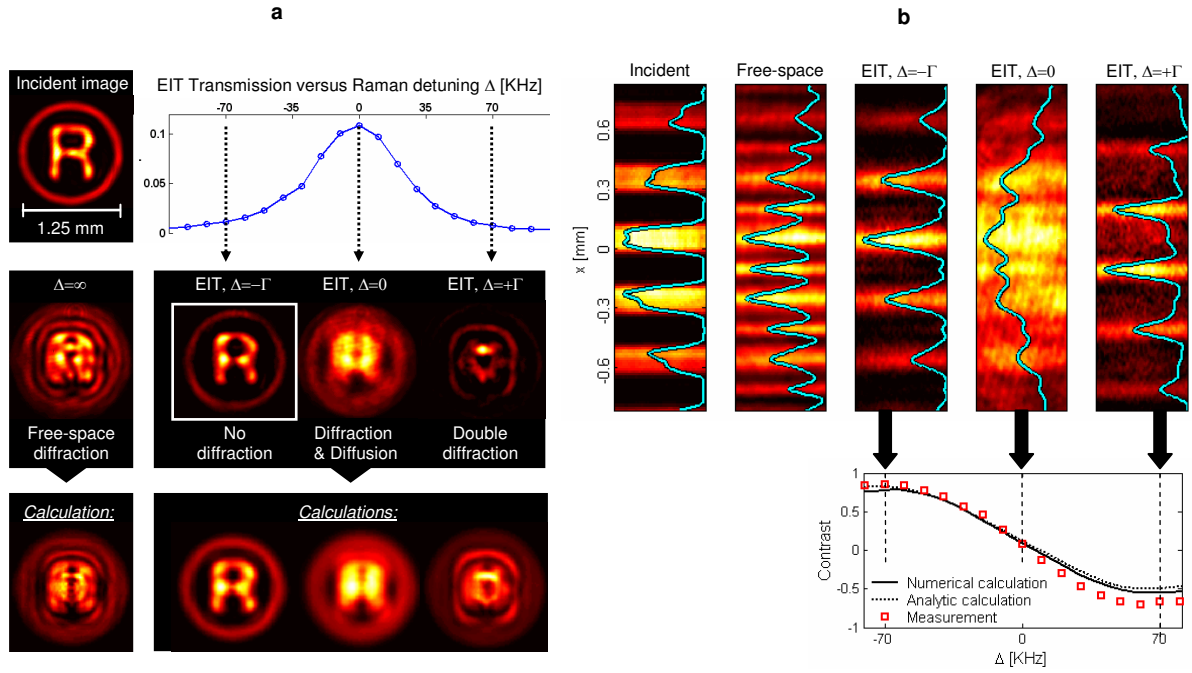 a
b
Incident image
1.25 mm
EIT Transmission versus Raman detuning Δ [KHz]
-70 -35 0 35 70
0.1
0.05
0
Δ=∞
EIT, Δ=−Γ
EIT, Δ=0
EIT, Δ=+Γ
Free-space
diffraction
No
diffraction
Diffraction
& Diffusion
Double
diffraction
Calculation:
Calculations:
Incident
Free-space
EIT, Δ=−Γ
EIT, Δ=0
EIT, Δ=+Γ
x [mm]
0.6
0.3
0
-0.3
-0.6
Contrast
1
0.5
0
-0.5
-1
Numerical calculation
Analytic calculation
Measurement
-70 0 70
Δ [KHz]